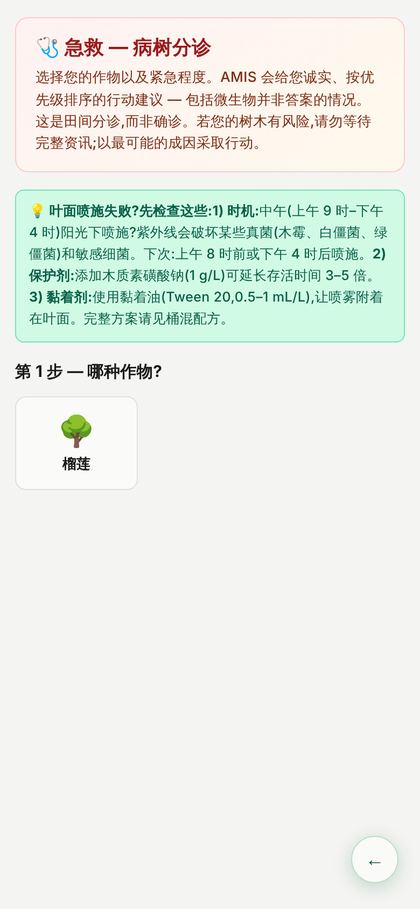 🩺 急救 — 病树分诊
选择您的作物以及紧急程度。AMIS 会给您诚实、按优
先级排序的行动建议 — 包括微生物并非答案的情况。
这是田间分诊,而非确诊。若您的树木有风险,请勿等待
完整资讯;以最可能的成因采取行动。
💡 叶面喷施失败?先检查这些:1) 时机:中午(上午 9 时–下午
4 时)阳光下喷施?紫外线会破坏某些真菌(木霉、白僵菌、绿
僵菌)和敏感细菌。下次:上午 8 时前或下午 4 时后喷施。2)
保护剂:添加木质素磺酸钠(1 g/L)可延长存活时间 3–5 倍。
3) 黏着剂:使用黏着油(Tween 20,0.5–1 mL/L),让喷雾附着
在叶面。完整方案请见桶混配方。
第 1 步 — 哪种作物?
榴莲
←